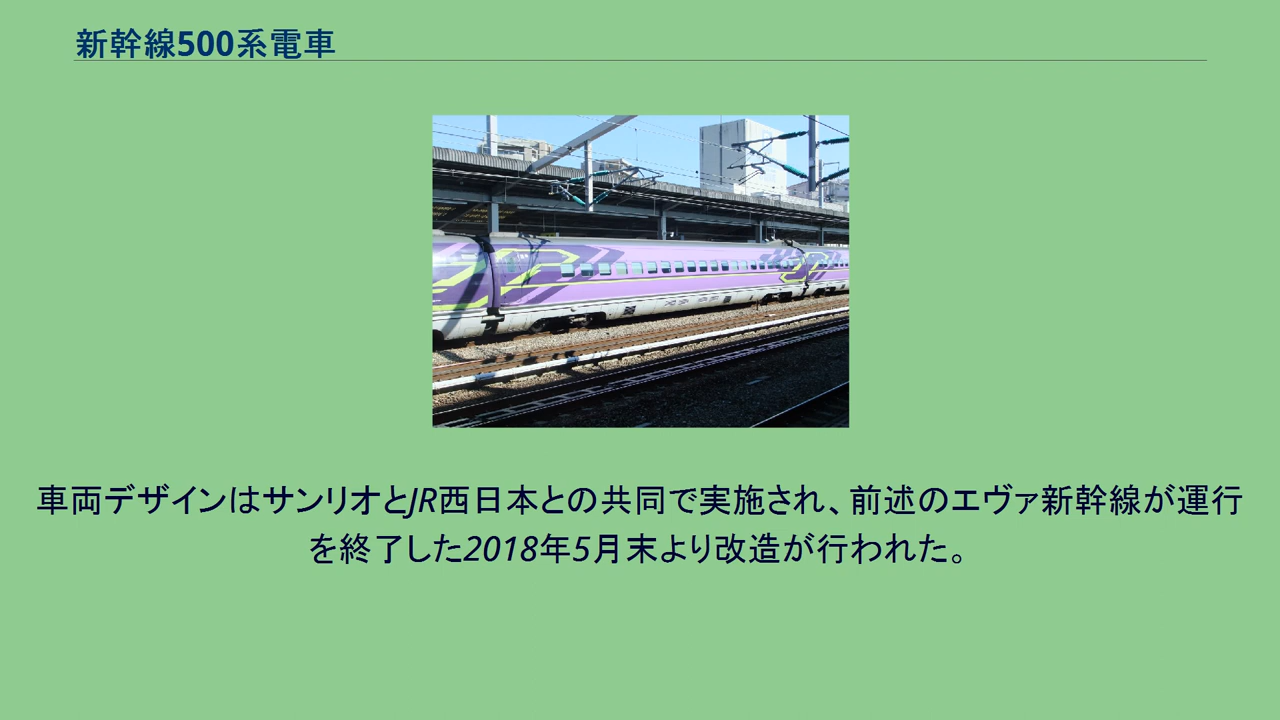 新幹線500系電車
車両デザインはサンリオとJR西日本との共同で実施され、前述のエヴァ新幹線が運行
を終了した2018年5月末より改造が行われた。